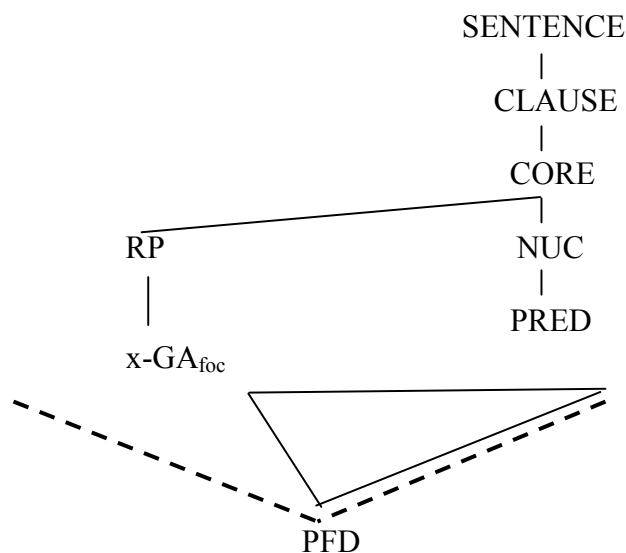 SENTENCE
CLAUSE
CORE
RP NUC
PRED
x-GAfoc
PFD